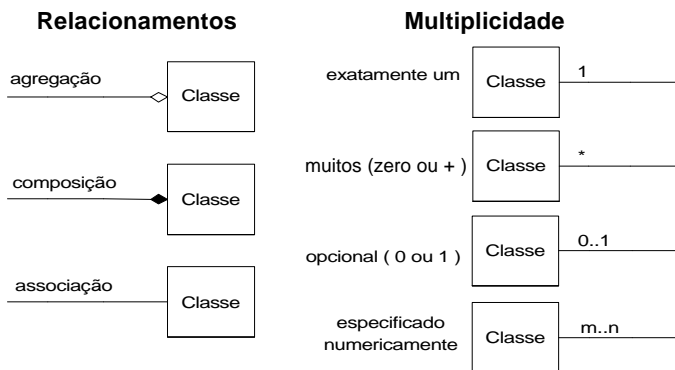 Relacionamentos
agregação
Classe
composição
Classe
associação
Classe
Multiplicidade
exatamente um
Classe
1
muitos (zero ou + )
Classe
*
opcional ( 0 ou 1 )
Classe
0..1
especificado
numericamente
Classe
m..n